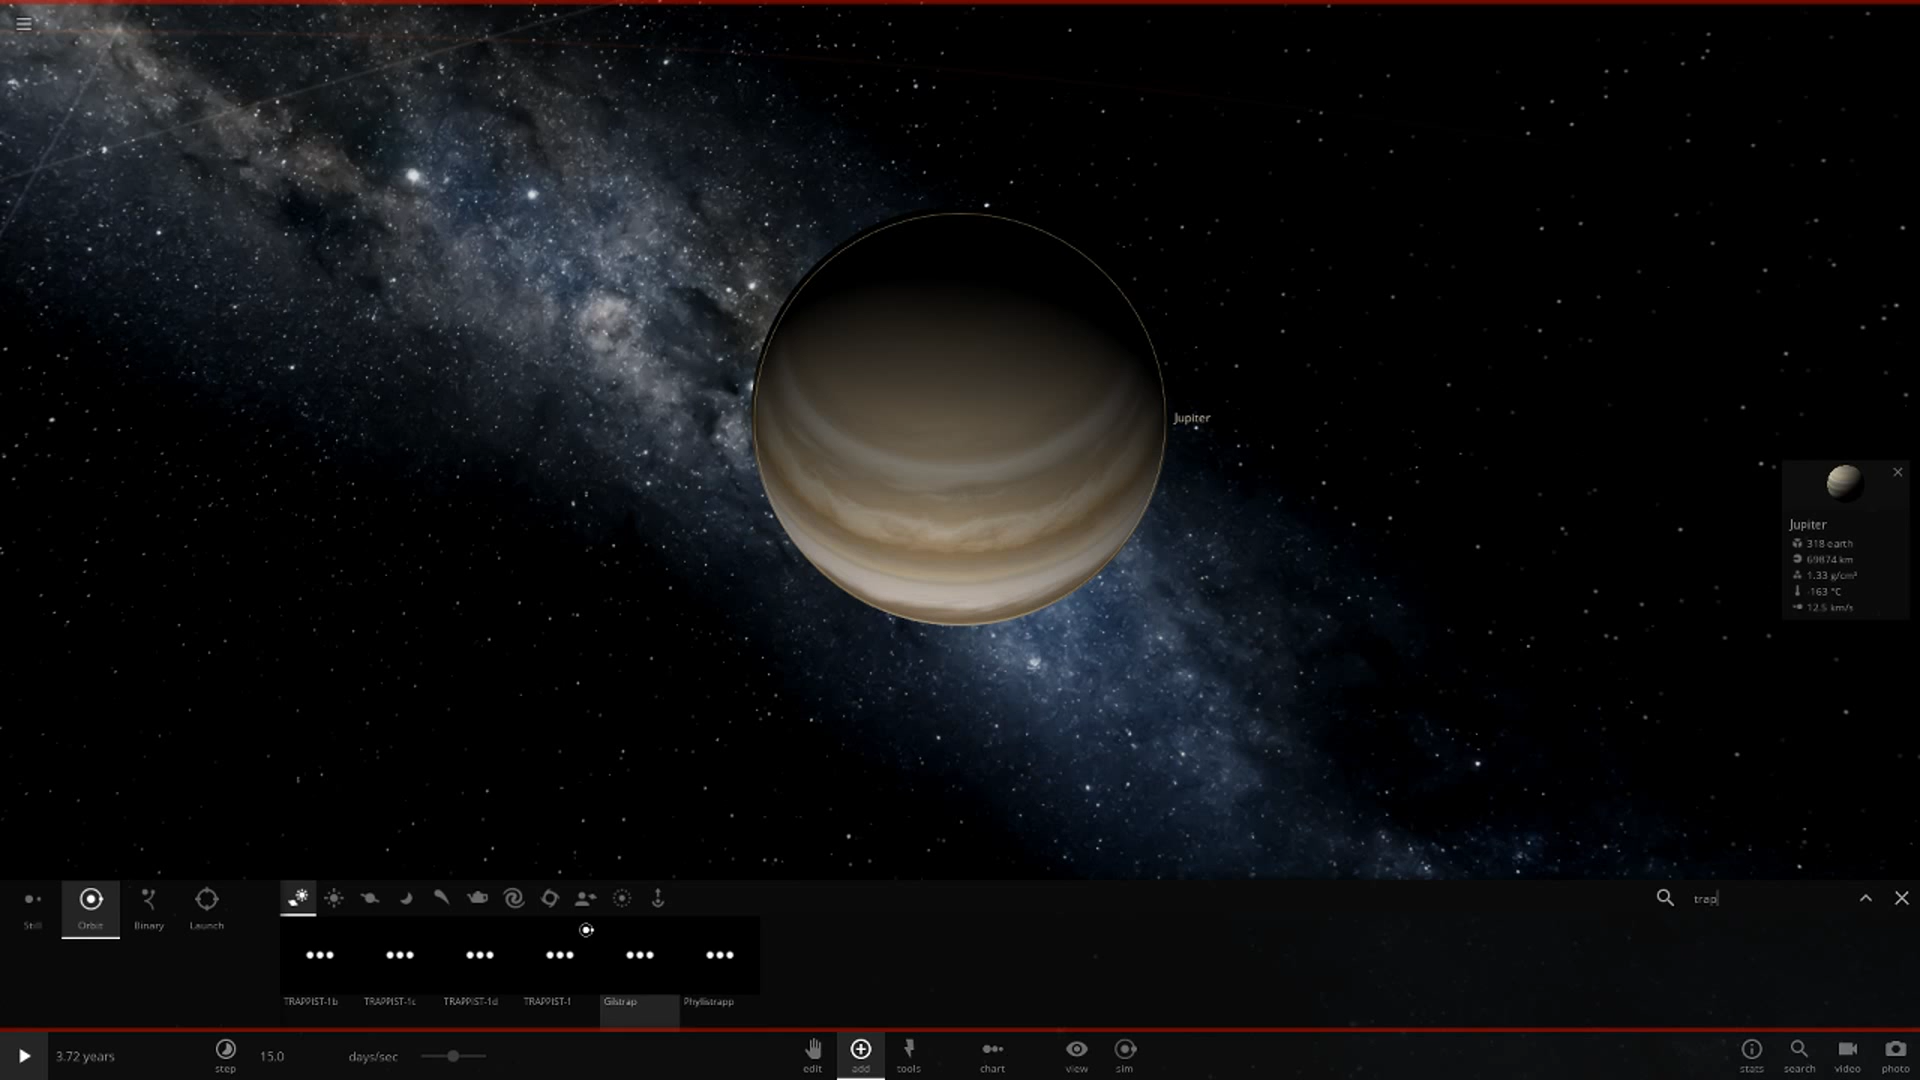 Jupiter
Jupiter
318 earth
69874 km
1.33 g/cm³
-163 °C
12.5 km/s
Still
Orbit
Binary
Launch
trap
TRAPPIST-1b
TRAPPIST-1c
TRAPPIST-1d
TRAPPIST-1
Gilstrap
Phyllistrapp
3.72 years
step
15.0
days/sec
edit
add
tools
chart
view
sim
stats
search
video
photo